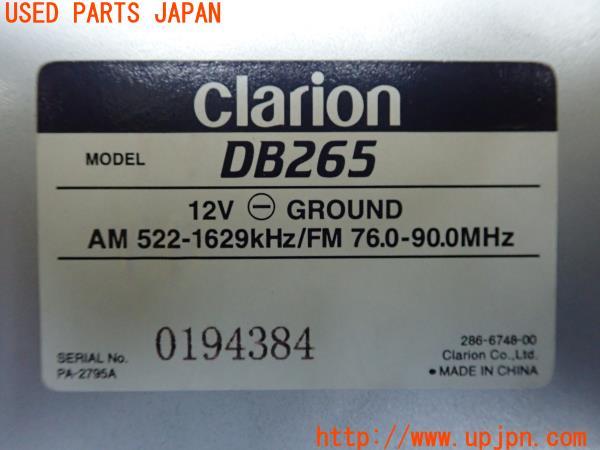 USED PARTS JAPAN
clarion
MODEL DB265
12V ⊖ GROUND
AM 522-1629kHz/FM 76.0-90.0MHz
SERIAL No. 0194384
PA-2795A
286-6748-00
Clarion Co.,Ltd.
● MADE IN CHINA
http://www.upjpn.com/